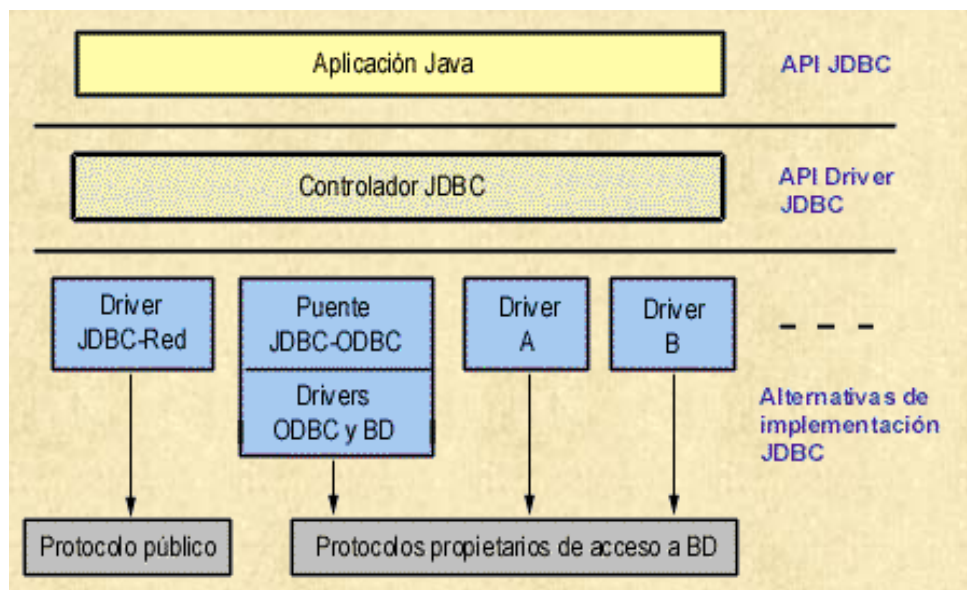 Aplicación Java
API JDBC
Controlador JDBC
API Driver
JDBC
Driver
JDBC-Red
Puente
JDBC-ODBC
Drivers
ODBC y BD
Driver
A
Driver
B
Alternativas de
implementación
JDBC
Protocolo público
Protocolos propietarios de acceso a BD